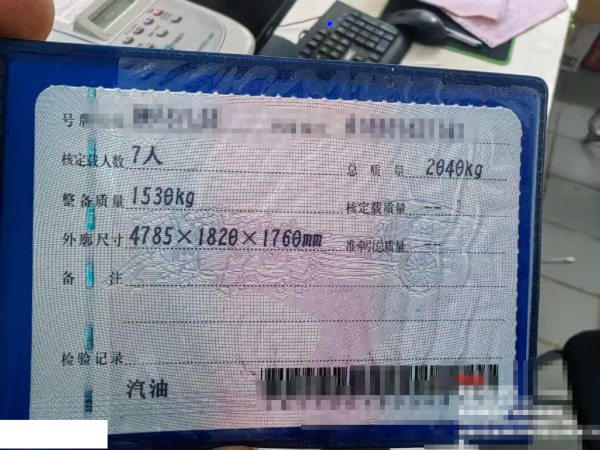 号牌
核定载人数 7人 总质量 2040kg
整备质量 1530kg 核定载质量 --
外廓尺寸 4785×1820×1760mm 准牵引总质量 --
备注
检验记录
汽油